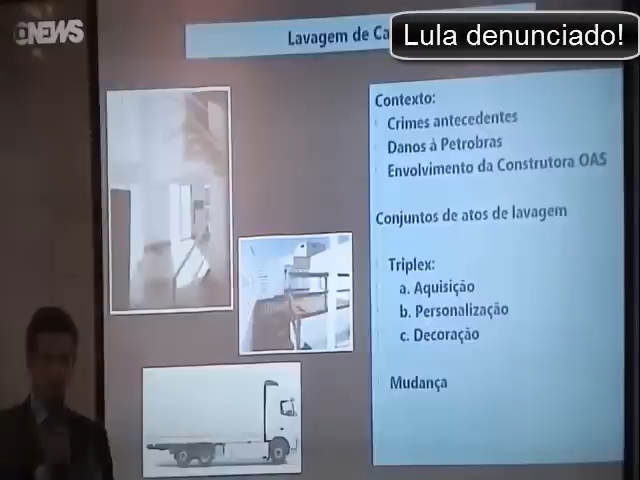 GNEWS
Lavagem de Ca
Lula denunciado!
Contexto:
Crimes antecedentes
Danos à Petrobras
Envolvimento da Construtora OAS
Conjuntos de atos de lavagem
Triplex:
a. Aquisição
b. Personalização
c. Decoração
Mudança